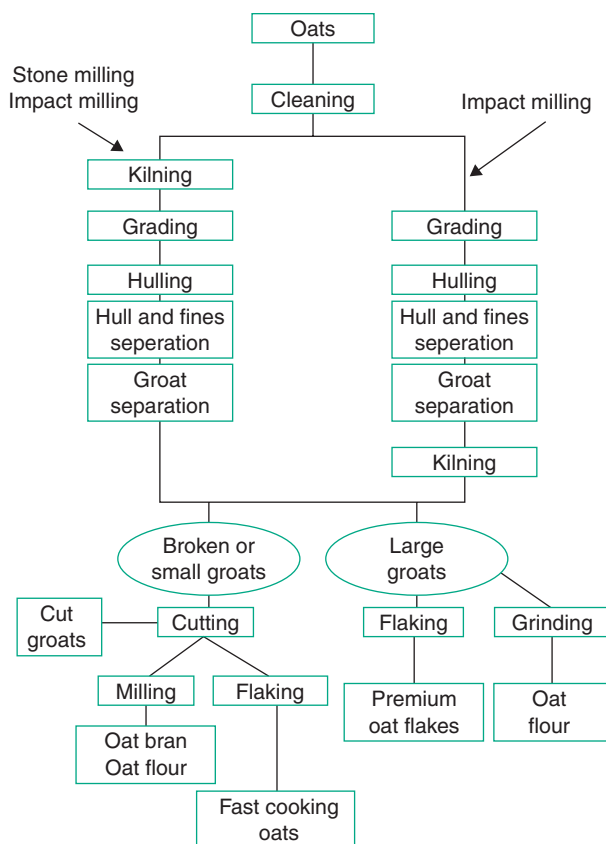 Oats
Stone milling
Impact milling
Cleaning
Impact milling
Kilning
Grading
Hulling
Hull and fines
seperation
Groat
separation
Grading
Hulling
Hull and fines
seperation
Groat
separation
Kilning
Broken or
small groats
Large
groats
Cut
groats
Cutting
Flaking
Grinding
Milling
Flaking
Premium
oat flakes
Oat
flour
Oat bran
Oat flour
Fast cooking
oats